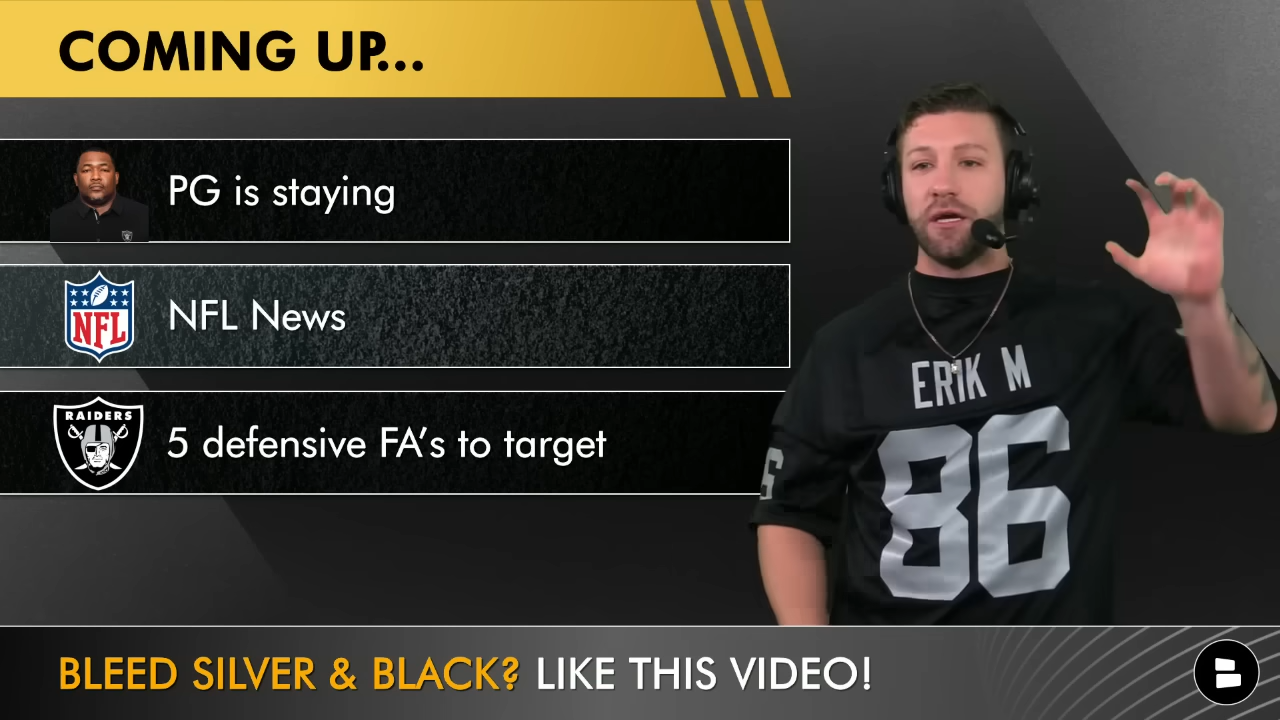 COMING UP...
PG is staying
NFL
NFL News
RAIDERS
5 defensive FA's to target
ERIK M
86
6
BLEED SILVER & BLACK? LIKE THIS VIDEO!